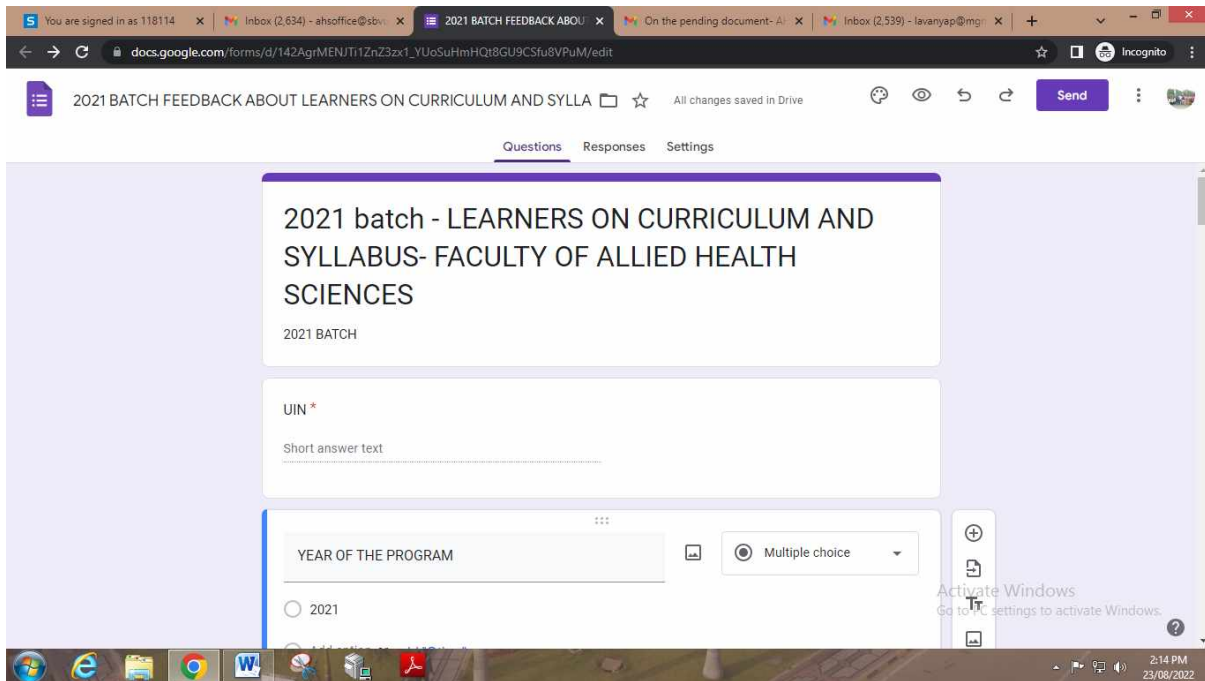 You are signed in as 118114
Inbox (2,634) - ahsoffice@sbv
2021 BATCH FEEDBACK ABOU
On the pending document- A
Inbox (2,539) - lavanyap@mgr
docs.google.com/forms/d/142AgrMENJTi1ZnZ3zx1_YUoSuHmHQt8GU9CSfu8VPuM/edit
Incognito
2021 BATCH FEEDBACK ABOUT LEARNERS ON CURRICULUM AND SYLLA
All changes saved in Drive
Send
Questions Responses Settings
2021 batch - LEARNERS ON CURRICULUM AND
SYLLABUS- FACULTY OF ALLIED HEALTH
SCIENCES
2021 BATCH
UIN *
Short answer text
YEAR OF THE PROGRAM
Multiple choice
2021
Activate Windows
Go to PC settings to activate Windows.
2:14 PM
23/08/2022